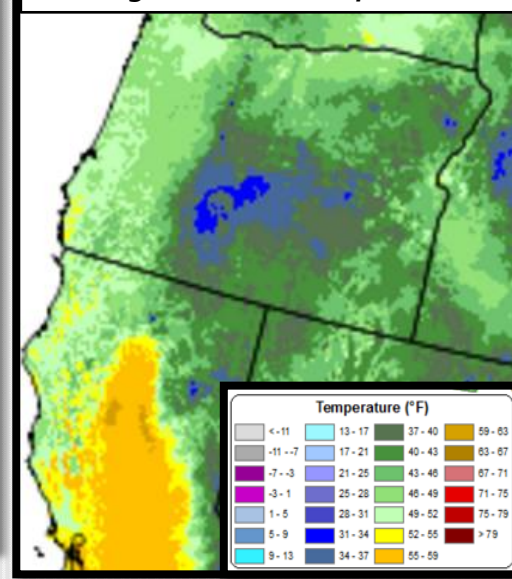 Temperature (°F)
< -11 13 - 17 37 - 40 59 - 63
-11 - -7 17 - 21 40 - 43 63 - 67
-7 - -3 21 - 25 43 - 46 67 - 71
-3 - 1 25 - 28 46 - 49 71 - 75
1 - 5 28 - 31 49 - 52 75 - 79
5 - 9 31 - 34 52 - 55 > 79
9 - 13 34 - 37 55 - 59